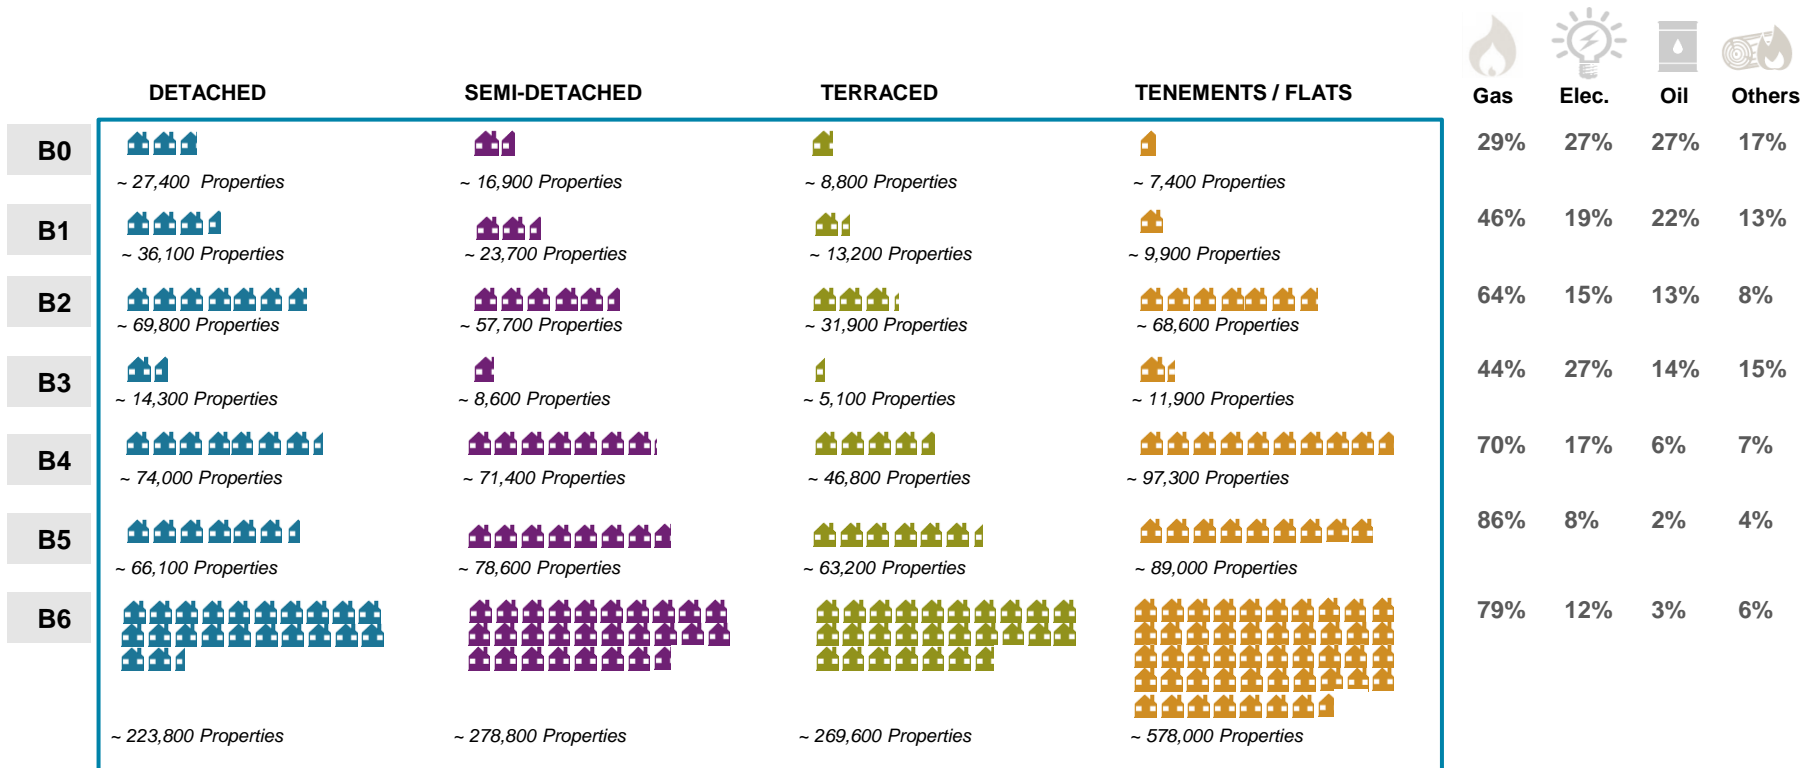 DETACHED SEMI-DETACHED TERRACED TENEMENTS / FLATS Gas Elec. Oil Others
B0 29% 27% 27% 17%
~ 27,400 Properties ~ 16,900 Properties ~ 8,800 Properties ~ 7,400 Properties
B1 46% 19% 22% 13%
~ 36,100 Properties ~ 23,700 Properties ~ 13,200 Properties ~ 9,900 Properties
B2 64% 15% 13% 8%
~ 69,800 Properties ~ 57,700 Properties ~ 31,900 Properties ~ 68,600 Properties
B3 44% 27% 14% 15%
~ 14,300 Properties ~ 8,600 Properties ~ 5,100 Properties ~ 11,900 Properties
B4 70% 17% 6% 7%
~ 74,000 Properties ~ 71,400 Properties ~ 46,800 Properties ~ 97,300 Properties
B5 86% 8% 2% 4%
~ 66,100 Properties ~ 78,600 Properties ~ 63,200 Properties ~ 89,000 Properties
B6 79% 12% 3% 6%
~ 223,800 Properties ~ 278,800 Properties ~ 269,600 Properties ~ 578,000 Properties